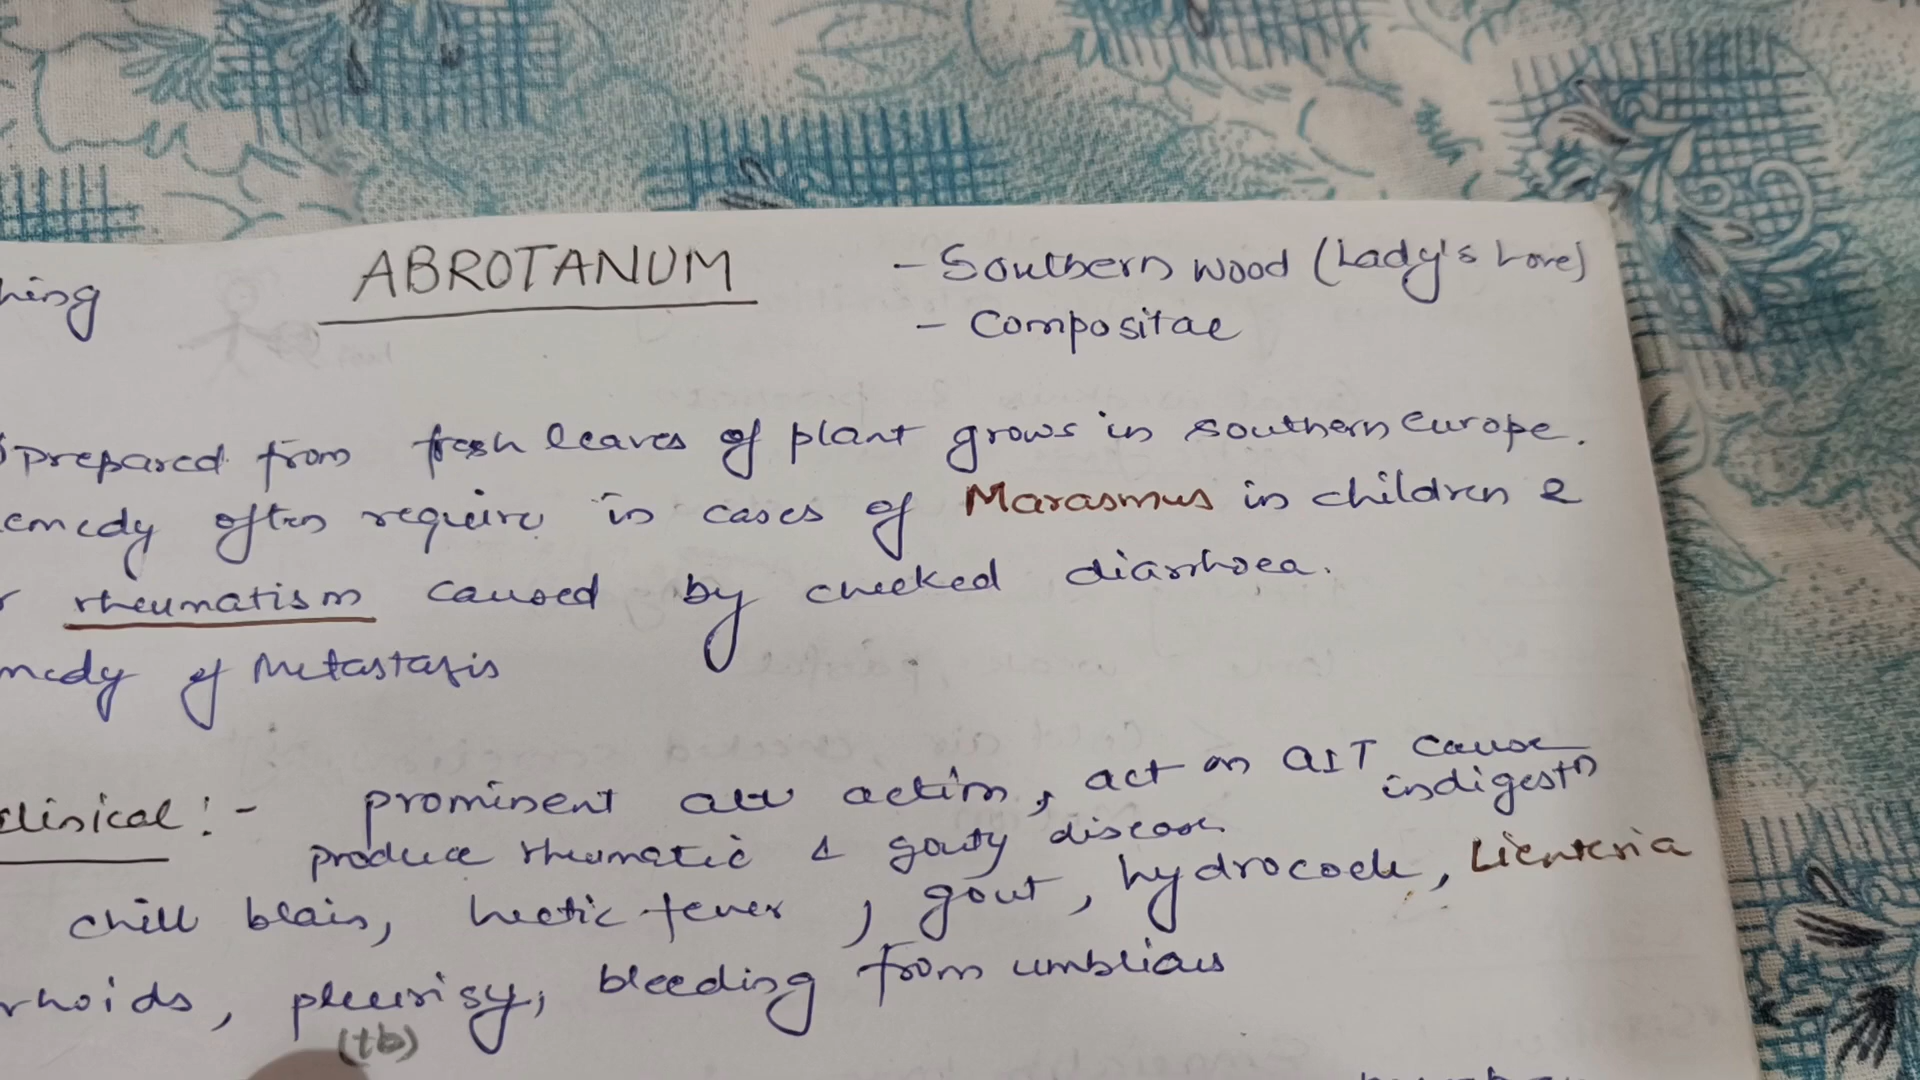 hing ABROTANUM - Southern wood (Lady's Love)
- Compositae
prepared from fresh leaves of plant grows in southern Europe.
emedy often require in cases of Marasmus in children &
r rheumatism caused by checked diarrhoea.
medy of Metastasis
clinical :- prominent action, act on GIT cause
indigestn
produce rheumatic & gouty disease
chill blain, hectic fever, gout, hydrocele, Lienteria
rhoids, pleurisy, bleeding from umblicus
(tb)